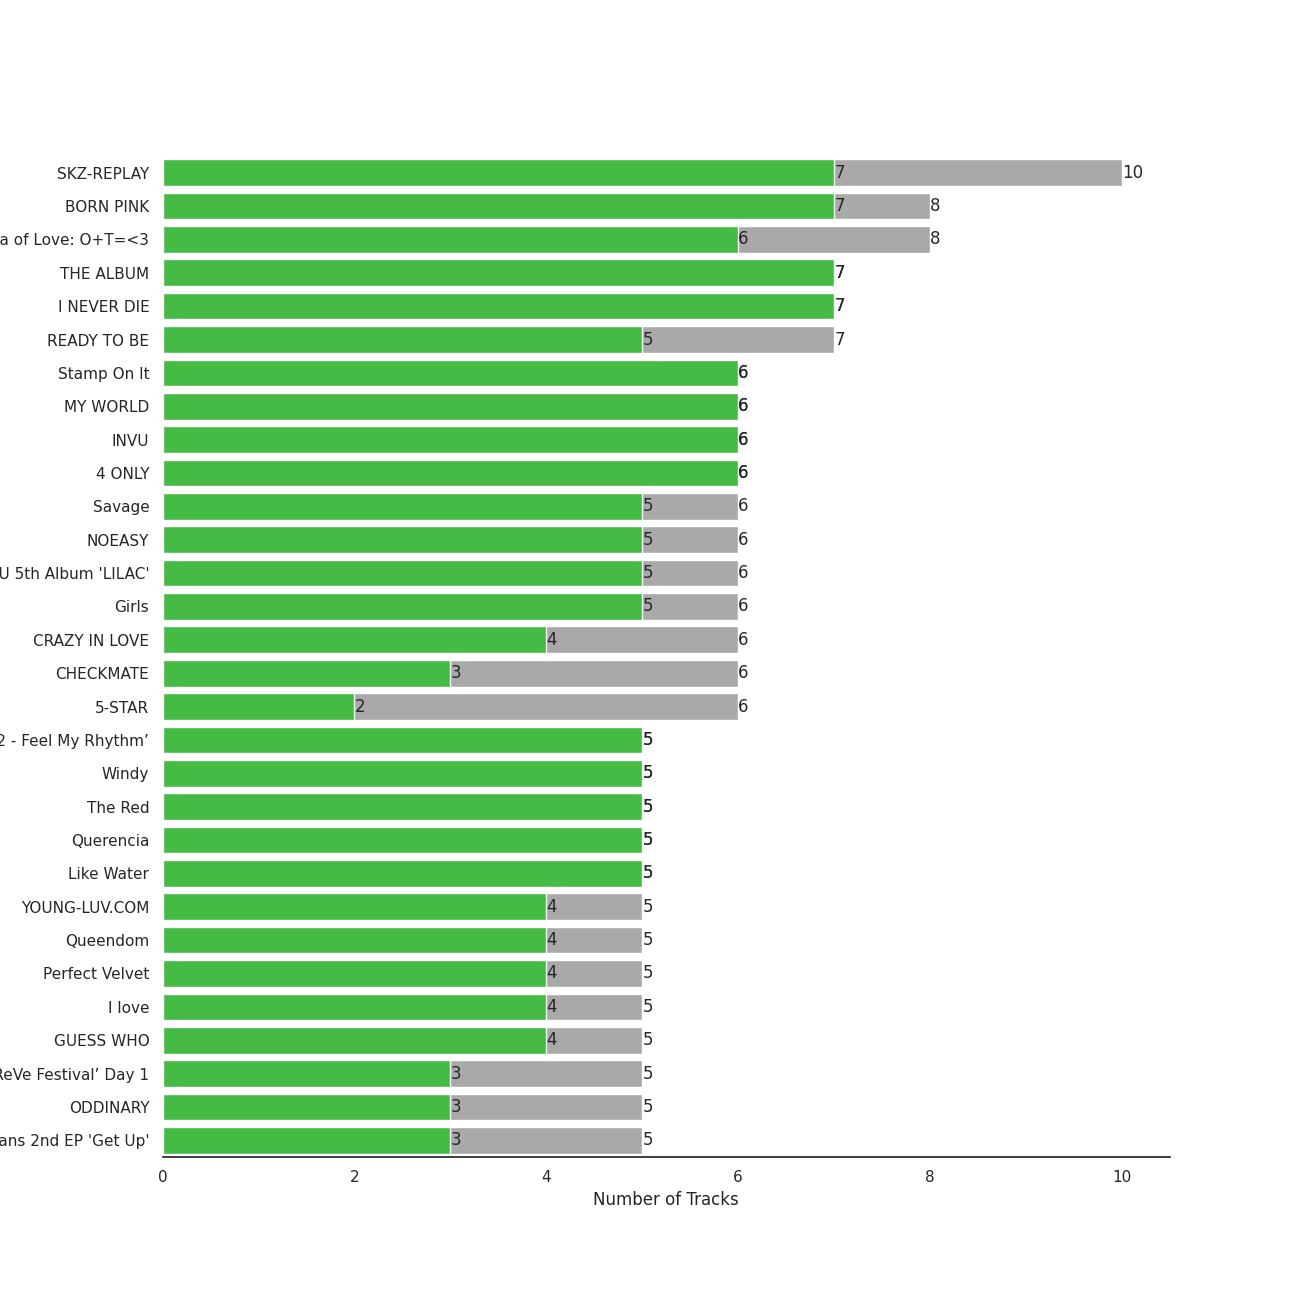 SKZ-REPLAY 7 10
BORN PINK 7 8
a of Love: O+T=<3 6 8
THE ALBUM 7
I NEVER DIE 7
READY TO BE 5 7
Stamp On It 6
MY WORLD 6
INVU 6
4 ONLY 6
Savage 5 6
NOEASY 5 6
U 5th Album 'LILAC' 5 6
Girls 5 6
CRAZY IN LOVE 4 6
CHECKMATE 3 6
5-STAR 2 6
2 - Feel My Rhythm’ 5
Windy 5
The Red 5
Querencia 5
Like Water 5
YOUNG-LUV.COM 4 5
Queendom 4 5
Perfect Velvet 4 5
I love 4 5
GUESS WHO 4 5
ReVe Festival’ Day 1 3 5
ODDINARY 3 5
ans 2nd EP 'Get Up' 3 5
0 2 4 6 8 10
Number of Tracks